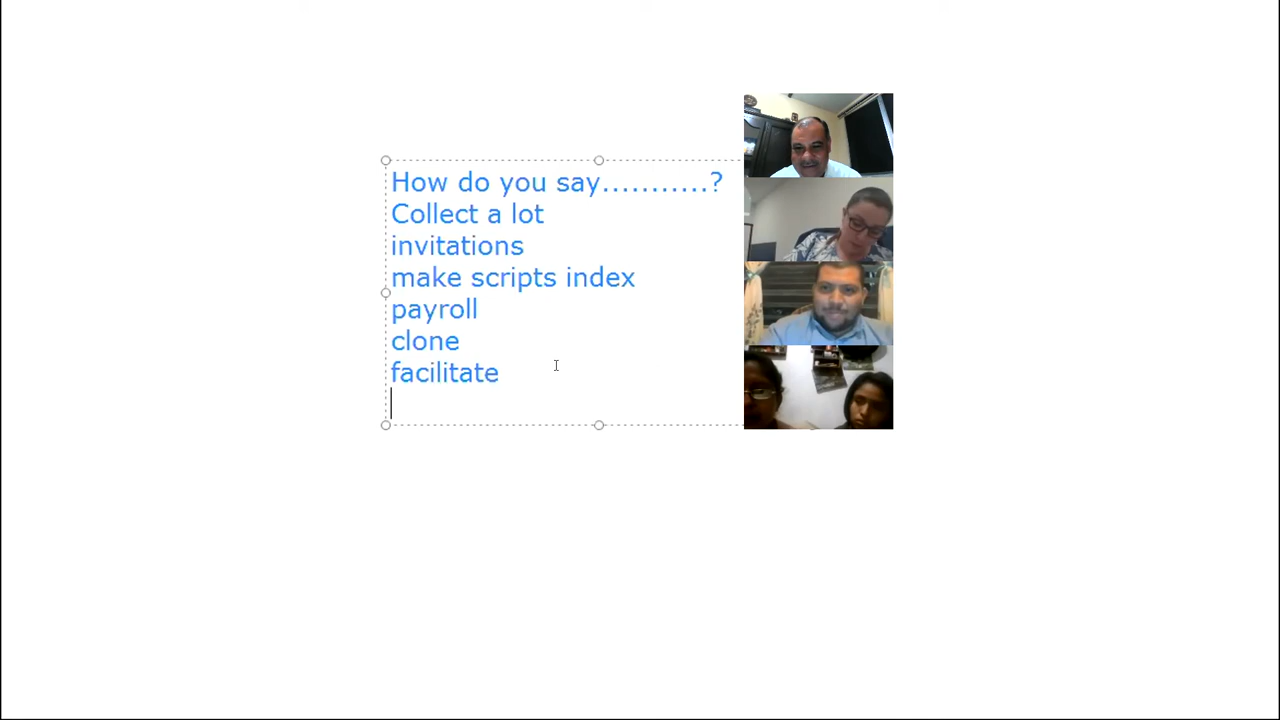 How do you say...........?
Collect a lot
invitations
make scripts index
payroll
clone
facilitate